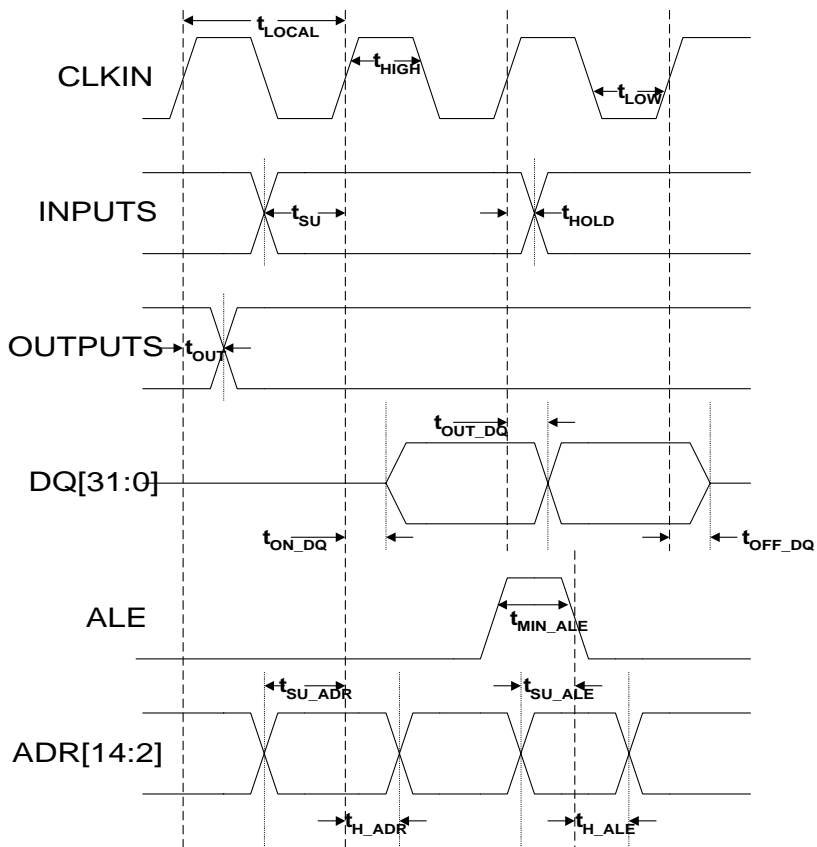 tLOCAL
CLKIN
tHIGH
tLOW
INPUTS
tSU
tHOLD
OUTPUTS
tOUT
tOUT_DQ
DQ[31:0]
tON_DQ
tOFF_DQ
ALE
tMIN_ALE
tSU_ADR
tSU_ALE
ADR[14:2]
tH_ADR
tH_ALE